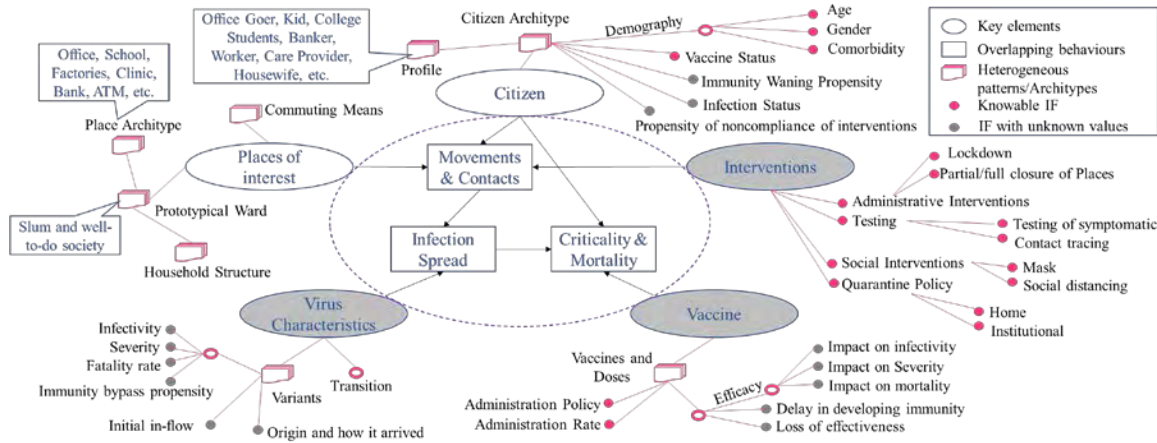 Office Goer, Kid, College
Students, Banker,
Worker, Care Provider,
Housewife, etc.
Profile
Citizen Architype
Demography
Age
Gender
Comorbidity
Vaccine Status
Immunity Waning Propensity
Infection Status
Propensity of noncompliance of interventions
Citizen
Key elements
Overlapping behaviours
Heterogeneous
patterns/Architypes
Knowable IF
IF with unknown values
Office, School,
Factories, Clinic,
Bank, ATM, etc.
Place Architype
Commuting Means
Places of
interest
Prototypical Ward
Slum and well-
to-do society
Household Structure
Movements
& Contacts
Infection
Spread
Criticality &
Mortality
Interventions
Lockdown
Partial/full closure of Places
Administrative Interventions
Testing
Testing of symptomatic
Contact tracing
Social Interventions
Mask
Social distancing
Quarantine Policy
Home
Institutional
Virus
Characteristics
Infectivity
Severity
Fatality rate
Immunity bypass propensity
Variants
Transition
Initial in-flow
Origin and how it arrived
Vaccine
Vaccines and
Doses
Administration Policy
Administration Rate
Efficacy
Impact on infectivity
Impact on Severity
Impact on mortality
Delay in developing immunity
Loss of effectiveness